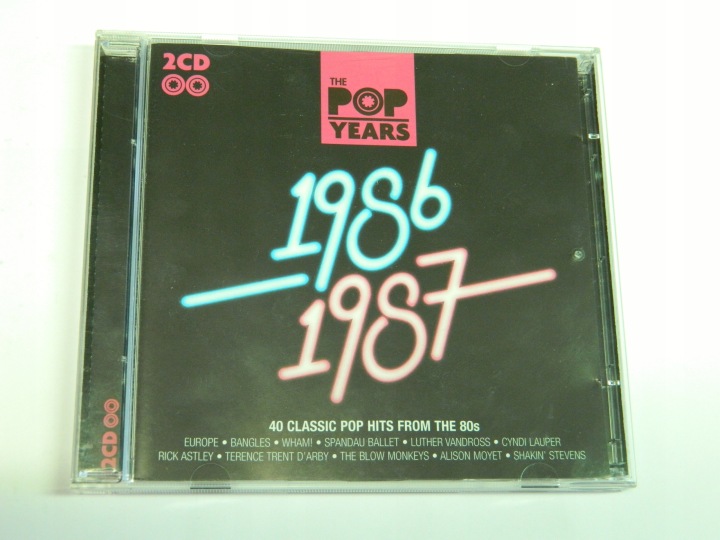 2CD
THE
POP
YEARS
1986
1987
40 CLASSIC POP HITS FROM THE 80s
EUROPE • BANGLES • WHAM! • SPANDAU BALLET • LUTHER VANDROSS • CYNDI LAUPER
RICK ASTLEY • TERENCE TRENT D'ARBY • THE BLOW MONKEYS • ALISON MOYET • SHAKIN' STEVENS
2CD